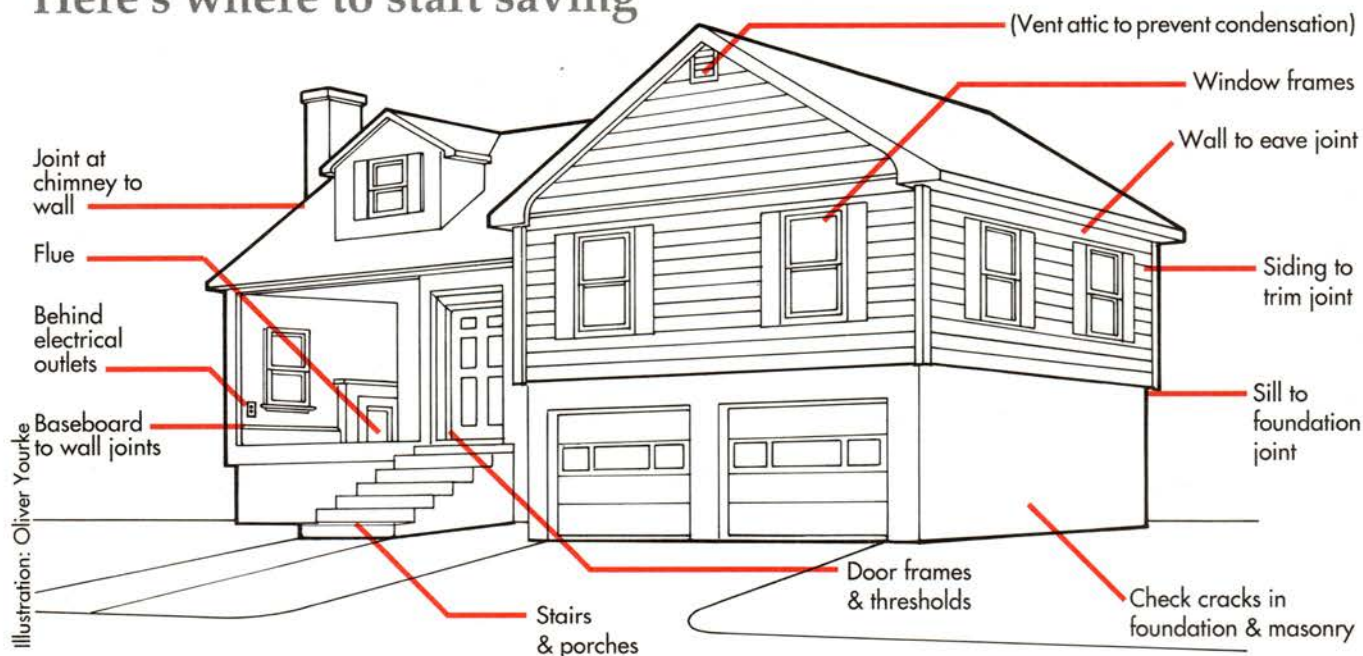 Here's where to start saving
(Vent attic to prevent condensation)
Window frames
Wall to eave joint
Joint at
chimney to
wall
Flue
Siding to
trim joint
Behind
electrical
outlets
Sill to
foundation
joint
Baseboard
to wall joints
Door frames
& thresholds
Check cracks in
foundation & masonry
Stairs
& porches
Illustration: Oliver Yourke